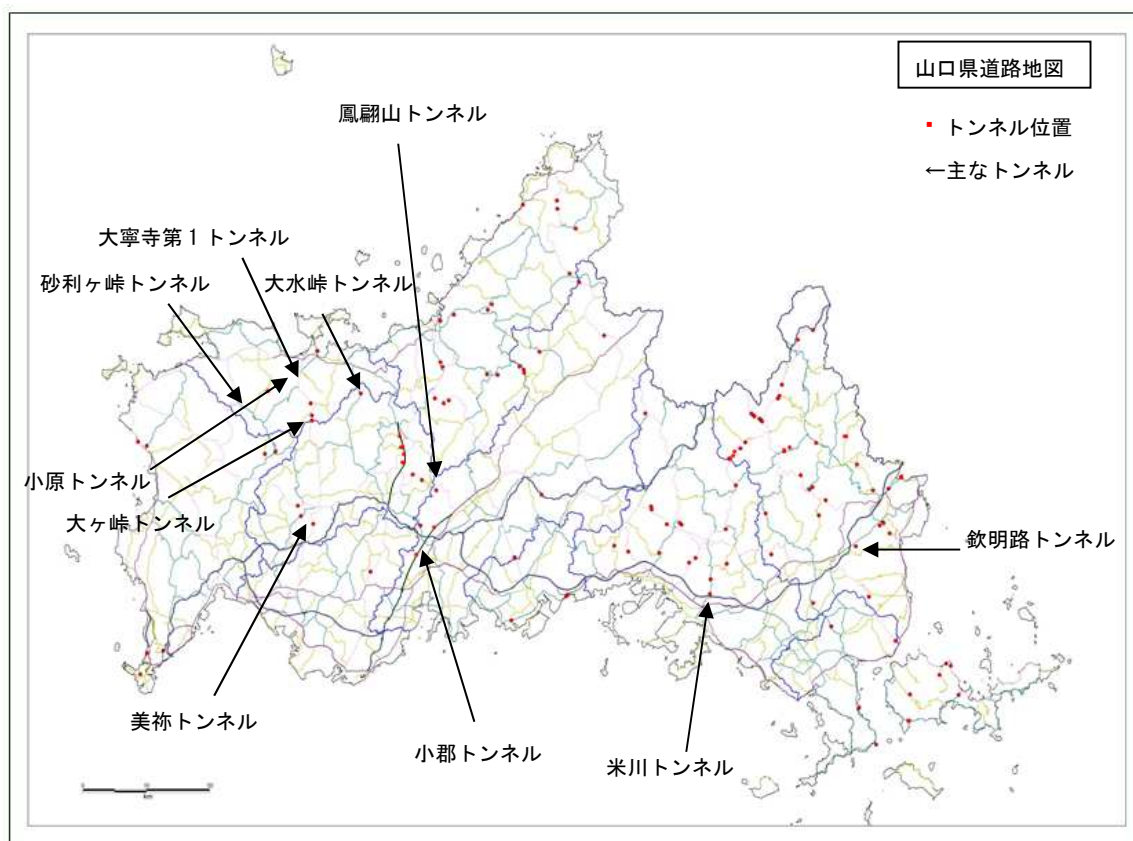 山口県道路地図
トンネル位置
←主なトンネル
鳳翩山トンネル
大寧寺第1トンネル
砂利ヶ峠トンネル
大水峠トンネル
小原トンネル
大ヶ峠トンネル
欽明路トンネル
美祢トンネル
小郡トンネル
米川トンネル